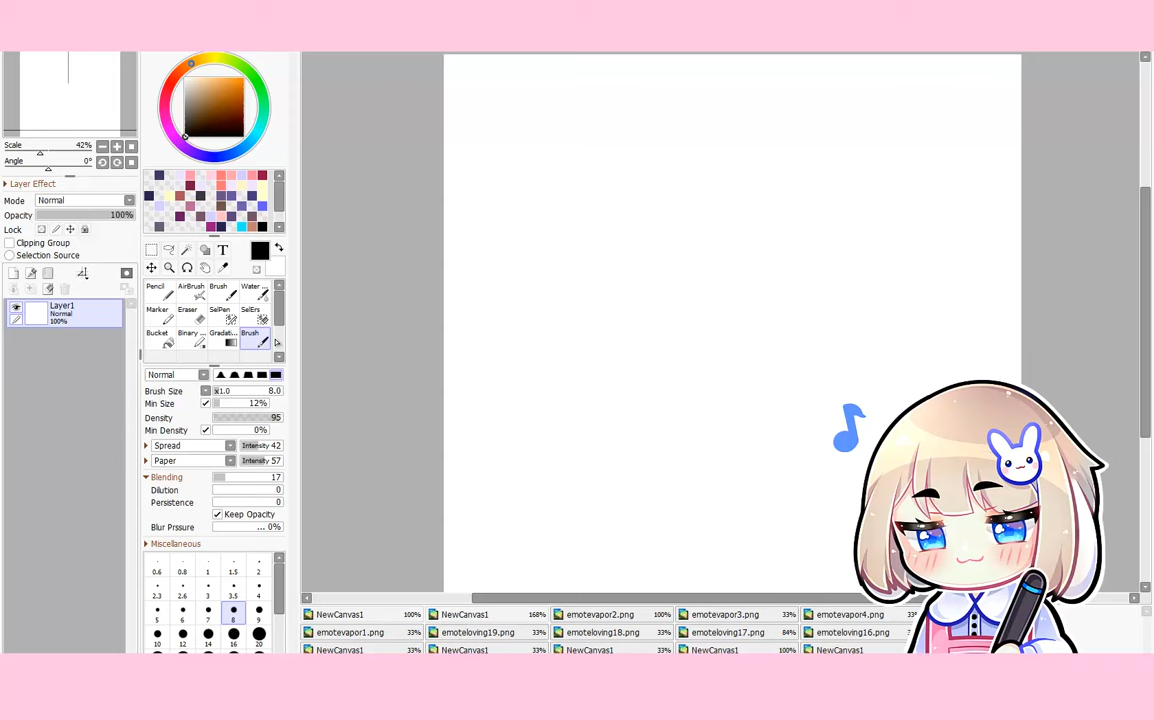 Scale 42%
Angle 0°
Layer Effect
Mode Normal
Opacity 100%
Lock
Clipping Group
Selection Source
Layer1
Normal
100%
T
Pencil AirBrush Brush Water ...
Marker Eraser SelPen SelErs
Bucket Binary ... Gradati... Brush
Normal
Brush Size x1.0 8.0
Min Size 12%
Density 95
Min Density 0%
Spread Intensity 42
Paper Intensity 57
Blending 17
Dilution 0
Persistence 0
Keep Opacity
Blur Prssure ... 0%
Miscellaneous
0.6 0.8 1 1.5 2
2.3 2.6 3 3.5 4
5 6 7 8 9
10 12 14 16 20
NewCanvas1 100% NewCanvas1 168% emotevapor2.png 100% emotevapor3.png 33% emotevapor4.png
emotevapor1.png 33% emoteloving19.png 33% emoteloving18.png 33% emoteloving17.png 84% emoteloving16.png
NewCanvas1 33% NewCanvas1 33% NewCanvas1 33% NewCanvas1 100% NewCanvas1